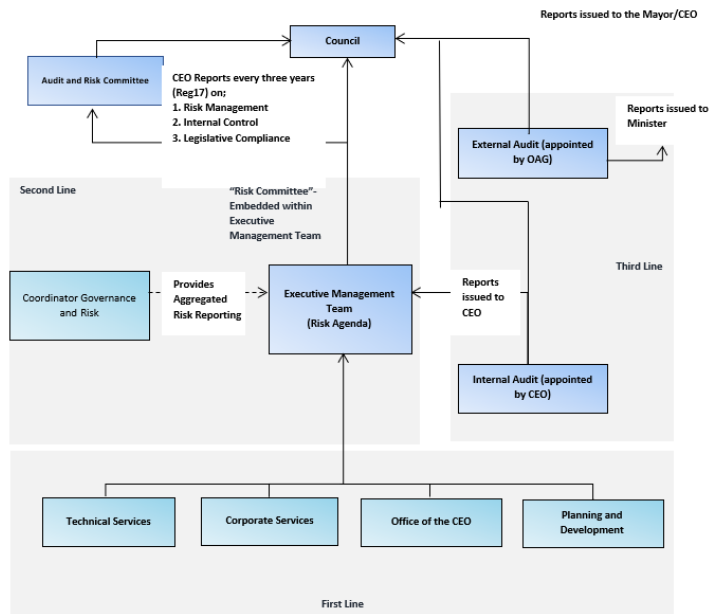 Reports issued to the Mayor/CEO
Council
Audit and Risk Committee
CEO Reports every three years
(Reg17) on;
1. Risk Management
2. Internal Control
3. Legislative Compliance
Reports issued to
Minister
External Audit (appointed
by OAG)
Second Line
“Risk Committee”-
Embedded within
Executive
Management Team
Third Line
Coordinator Governance
and Risk
Provides
Aggregated
Risk Reporting
Executive Management
Team
(Risk Agenda)
Reports
issued to
CEO
Internal Audit (appointed
by CEO)
Technical Services
Corporate Services
Office of the CEO
Planning and
Development
First Line